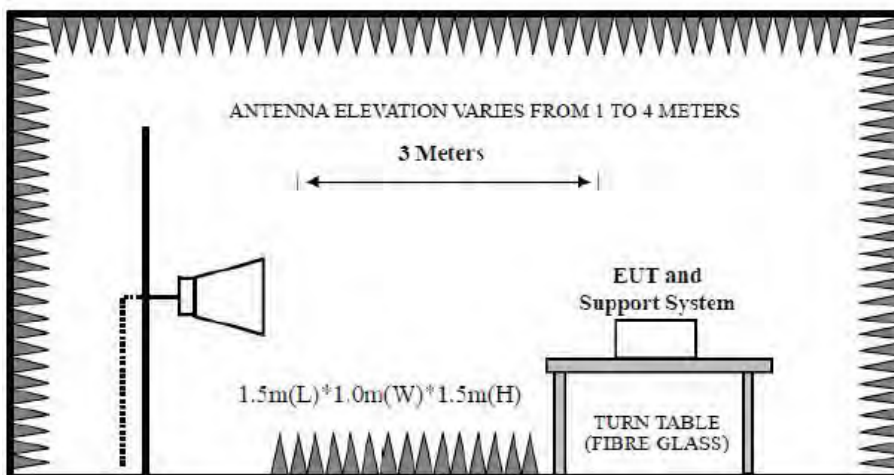 ANTENNA ELEVATION VARIES FROM 1 TO 4 METERS
3 Meters
EUT and
Support System
1.5m(L)*1.0m(W)*1.5m(H)
TURN TABLE
(FIBRE GLASS)